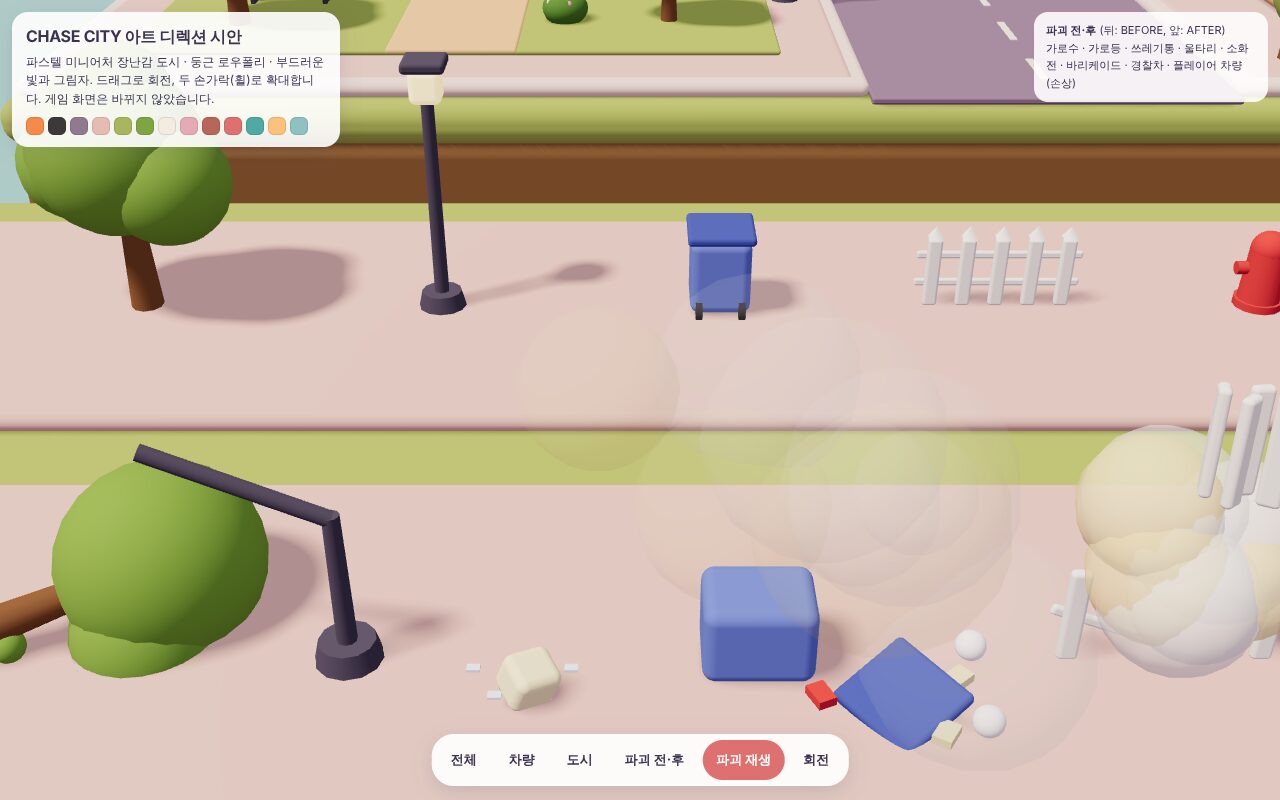 CHASE CITY 아트 디렉션 시안
파스텔 미니어처 장난감 도시 · 둥근 로우폴리 · 부드러운
빛과 그림자. 드래그로 회전, 두 손가락(휠)로 확대합니
다. 게임 화면은 바뀌지 않았습니다.
파괴 전·후 (뒤: BEFORE, 앞: AFTER)
가로수 · 가로등 · 쓰레기통 · 울타리 · 소화
전 · 바리케이드 · 경찰차 · 플레이어 차량
(손상)
전체 차량 도시 파괴 전·후 파괴 재생 회전